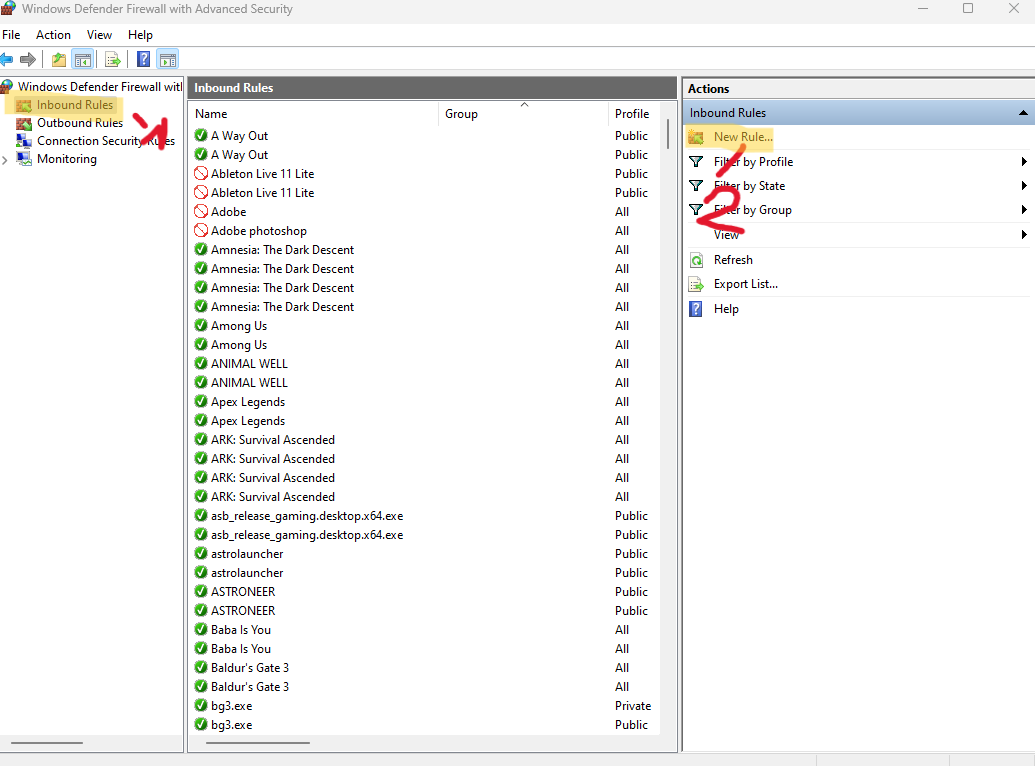 Windows Defender Firewall with Advanced Security
File Action View Help
Windows Defender Firewall witl
Inbound Rules
Outbound Rules
Connection Security Rules
Monitoring
1
Inbound Rules
Name Group Profile
A Way Out Public
A Way Out Public
Ableton Live 11 Lite Public
Ableton Live 11 Lite Public
Adobe All
Adobe photoshop All
Amnesia: The Dark Descent All
Amnesia: The Dark Descent All
Amnesia: The Dark Descent All
Amnesia: The Dark Descent All
Among Us All
Among Us All
ANIMAL WELL All
ANIMAL WELL All
Apex Legends All
Apex Legends All
ARK: Survival Ascended All
ARK: Survival Ascended All
ARK: Survival Ascended All
ARK: Survival Ascended All
asb_release_gaming.desktop.x64.exe Public
asb_release_gaming.desktop.x64.exe Public
astrolauncher Public
astrolauncher Public
ASTRONEER Public
ASTRONEER Public
Baba Is You All
Baba Is You All
Baldur's Gate 3 All
Baldur's Gate 3 All
bg3.exe Private
bg3.exe Public
Actions
Inbound Rules
New Rule...
Filter by Profile
Filter by State
Filter by Group
2
View
Refresh
Export List...
Help